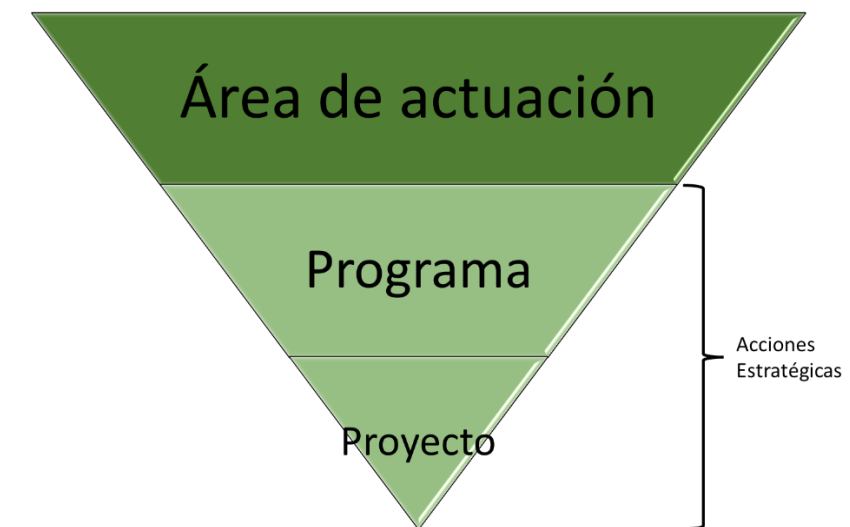 Área de actuación
Programa
Acciones
Estratégicas
Proyecto